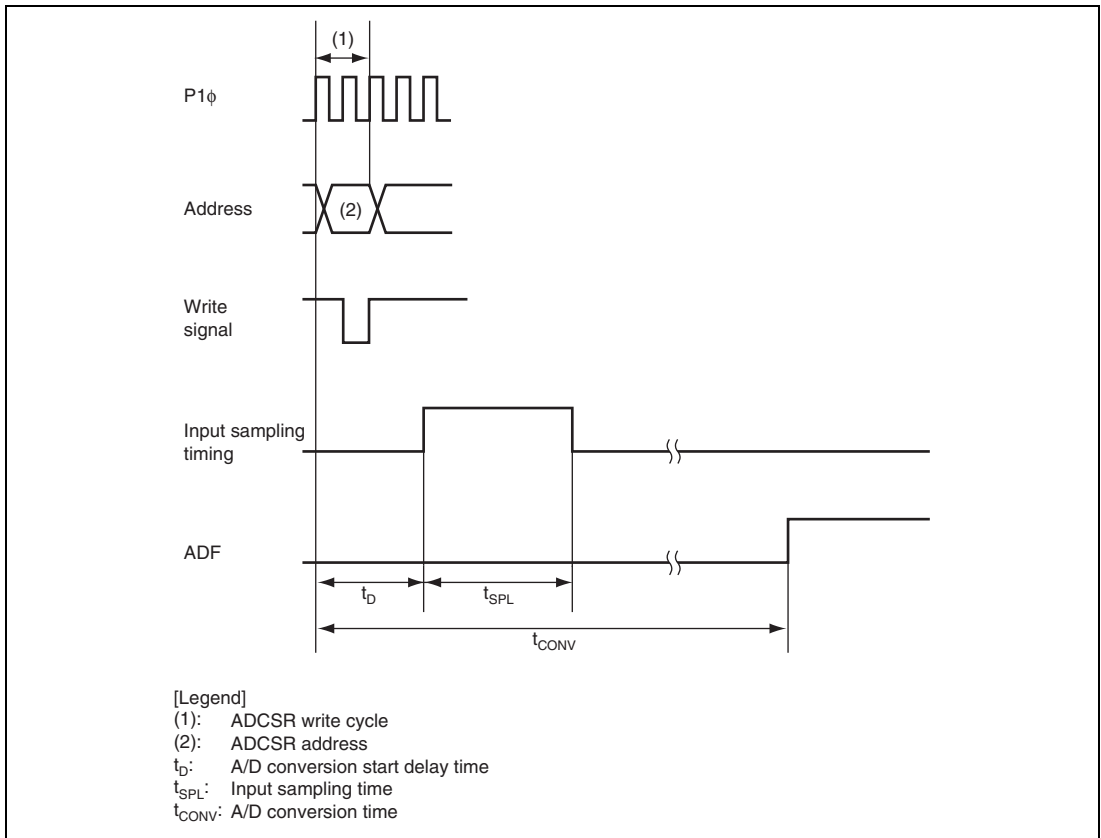 (1)
P1ϕ
Address
(2)
Write
signal
Input sampling
timing
ADF
tD
tSPL
tCONV
[Legend]
(1): ADCSR write cycle
(2): ADCSR address
tD: A/D conversion start delay time
tSPL: Input sampling time
tCONV: A/D conversion time